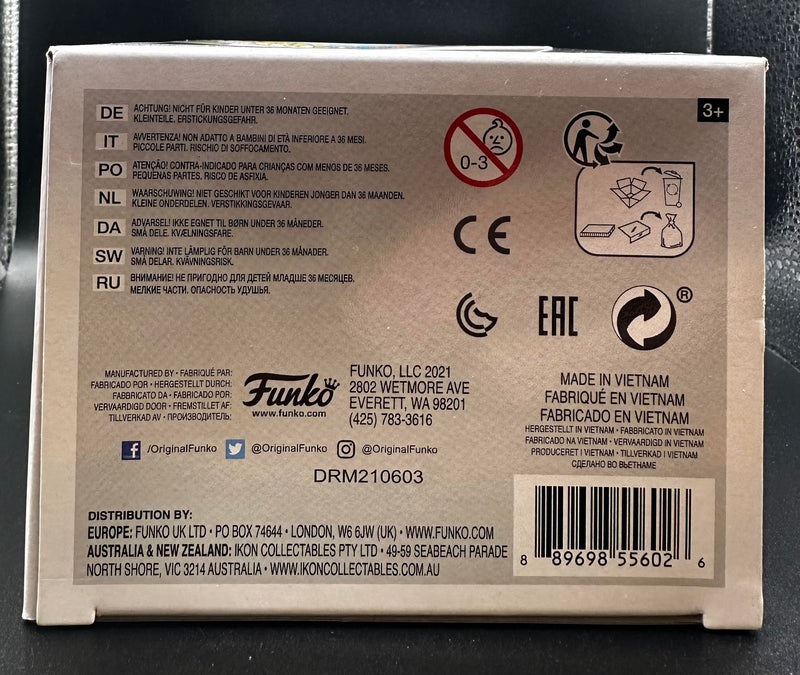 DE ACHTUNG! NICHT FÜR KINDER UNTER 36 MONATEN GEEIGNET.
KLEINTEILE. ERSTICKUNGSGEFAHR.
IT AVVERTENZA! NON ADATTO A BAMBINI DI ETÀ INFERIORE A 36 MESI.
PICCOLE PARTI. RISCHIO DI SOFFOCAMENTO.
PO ATENÇÃO! CONTRA-INDICADO PARA CRIANÇAS COM MENOS DE 36 MESES.
PEQUENAS PARTES. RISCO DE ASFIXIA.
NL WAARSCHUWING! NIET GESCHIKT VOOR KINDEREN JONGER DAN 36 MAANDEN.
KLEINE ONDERDELEN. VERSTIKKINGSGEVAAR.
DA ADVARSEL! IKKE EGNET TIL BØRN UNDER 36 MÅNEDER.
SMÅ DELE. KVÆLNINGSFARE.
SW VARNING! INTE LÄMPLIG FÖR BARN UNDER 36 MÅNADER.
SMÅ DELAR. KVÄVNINGSRISK.
RU ВНИМАНИЕ! НЕ ПРИГОДНО ДЛЯ ДЕТЕЙ МЛАДШЕ 36 МЕСЯЦЕВ.
МЕЛКИЕ ЧАСТИ. ОПАСНОСТЬ УДУШЬЯ.
0-3
3+
CE
EAC
®
MANUFACTURED BY • FABRIQUÉ PAR:
FABRICADO POR • HERGESTELLT DURCH:
FABBRICATO DA • FABRICADO POR:
VERVAARDIGD DOOR • FREMSTILLET AF:
TILLVERKAD AV • ПРОИЗВОДИТЕЛЬ:
Funko
www.funko.com
FUNKO, LLC 2021
2802 WETMORE AVE
EVERETT, WA 98201
(425) 783-3616
/OriginalFunko @OriginalFunko @OriginalFunko
DRM210603
MADE IN VIETNAM
FABRIQUÉ EN VIETNAM
FABRICADO EN VIETNAM
HERGESTELLT IN VIETNAM • FABBRICATO IN VIETNAM
FABRICADO NA VIETNAM • VERVAARDIGD IN VIETNAM
PRODUCERET I VIETNAM • TILLVERKAD I VIETNAM
СДЕЛАНО ВО ВЬЕТНАМЕ
DISTRIBUTION BY:
EUROPE: FUNKO UK LTD • PO BOX 74644 • LONDON, W6 6JW (UK) • WWW.FUNKO.COM
AUSTRALIA & NEW ZEALAND: IKON COLLECTABLES PTY LTD • 49-59 SEABEACH PARADE
NORTH SHORE, VIC 3214 AUSTRALIA • WWW.IKONCOLLECTABLES.COM.AU
8 89698 55602 6